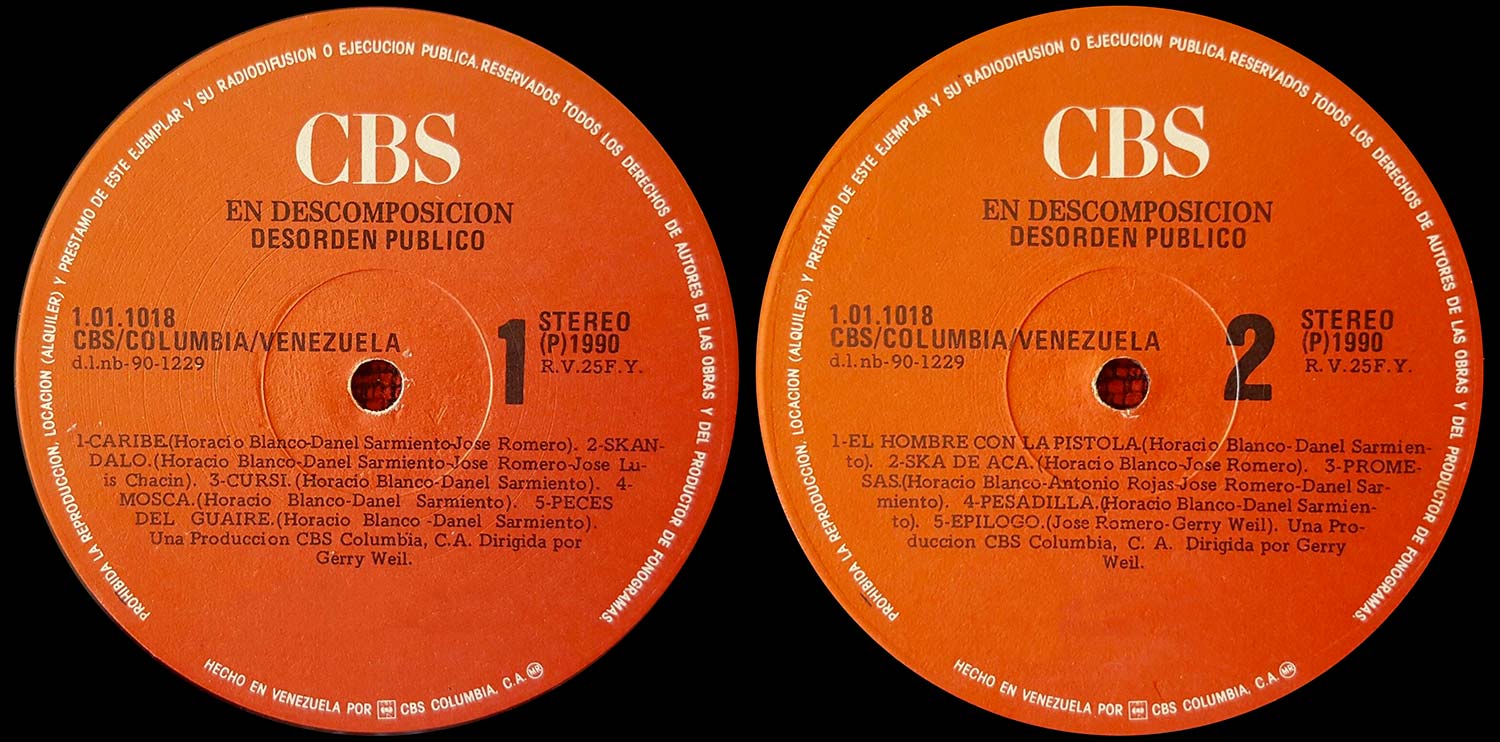 PROHIBIDA LA REPRODUCCION, LOCACION (ALQUILER) Y PRESTAMO DE ESTE EJEMPLAR Y SU RADIODIFUSION O EJECUCION PUBLICA. RESERVADOS TODOS LOS DERECHOS DE AUTORES DE LAS OBRAS Y DEL PRODUCTOR DE FONOGRAMAS.
CBS
EN DESCOMPOSICION
DESORDEN PUBLICO
1.01.1018
CBS/COLUMBIA/VENEZUELA
d.l.nb-90-1229
1
STEREO
(P)1990
R.V.25F.Y.
1-CARIBE.(Horacio Blanco-Danel Sarmiento-Jose Romero). 2-SKAN-
DALO.(Horacio Blanco-Danel Sarmiento-Jose Romero-Jose Lu-
is Chacin). 3-CURSI.(Horacio Blanco-Danel Sarmiento). 4-
MOSCA.(Horacio Blanco-Danel Sarmiento). 5-PECES
DEL GUAIRE.(Horacio Blanco-Danel Sarmiento).
Una Produccion CBS Columbia, C.A. Dirigida por
Gerry Weil.
HECHO EN VENEZUELA POR CBS COLUMBIA, C.A. MR
PROHIBIDA LA REPRODUCCION, LOCACION (ALQUILER) Y PRESTAMO DE ESTE EJEMPLAR Y SU RADIODIFUSION O EJECUCION PUBLICA. RESERVADOS TODOS LOS DERECHOS DE AUTORES DE LAS OBRAS Y DEL PRODUCTOR DE FONOGRAMAS.
CBS
EN DESCOMPOSICION
DESORDEN PUBLICO
1.01.1018
CBS/COLUMBIA/VENEZUELA
d.l.nb-90-1229
2
STEREO
(P)1990
R.V.25F.Y.
1-EL HOMBRE CON LA PISTOLA.(Horacio Blanco-Danel Sarmien-
to). 2-SKA DE ACA.(Horacio Blanco-Jose Romero). 3-PROME-
SAS.(Horacio Blanco-Antonio Rojas-Jose Romero-Danel Sar-
miento). 4-PESADILLA.(Horacio Blanco-Danel Sarmien-
to). 5-EPILOGO.(Jose Romero-Gerry Weil). Una Pro-
duccion CBS Columbia, C. A. Dirigida por Gerry
Weil.
HECHO EN VENEZUELA POR CBS COLUMBIA, C.A. MR